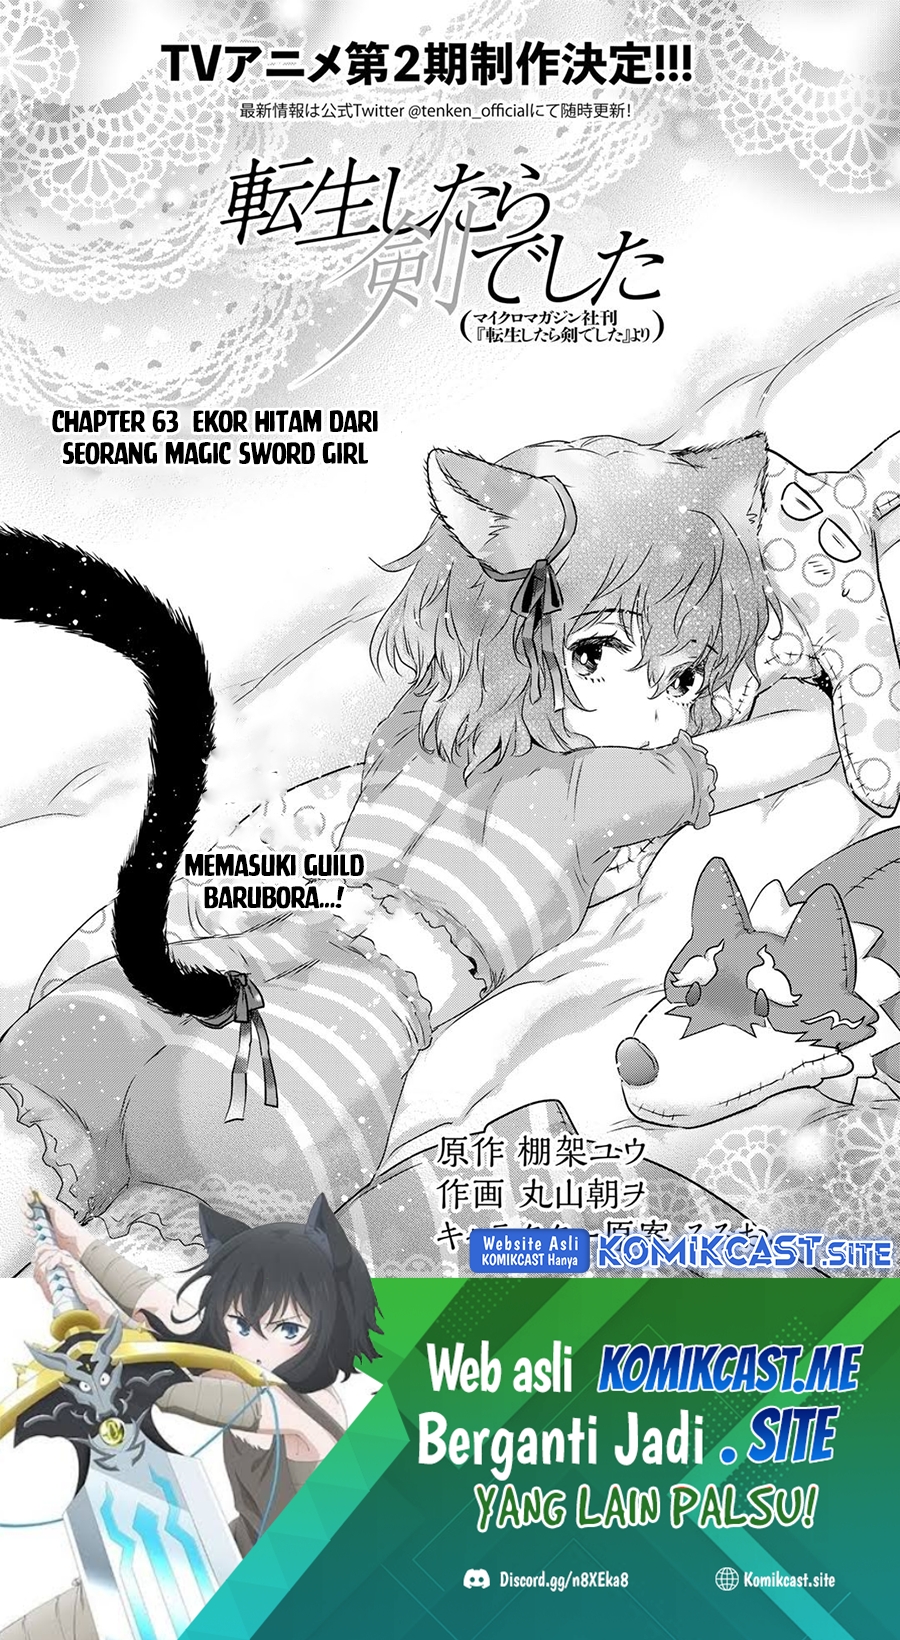 TVアニメ第2期制作決定!!!
最新情報は公式Twitter @tenken_officialにて随時更新!
転生したら
剣でした
(マイクロマガジン社刊
『転生したら剣でした』より)
CHAPTER 63 EKOR HITAM DARI
SEORANG MAGIC SWORD GIRL
MEMASUKI GUILD
BARUBORA...!
原作 棚架ユウ
作画 丸山朝ヲ
Website Asli
KOMIKCAST Hanya
KOMIKCAST.SITE
Web asli KOMIKCAST.ME
Berganti Jadi . SITE
YANG LAIN PALSU!
Discord.gg/n8XEka8
Komikcast.site